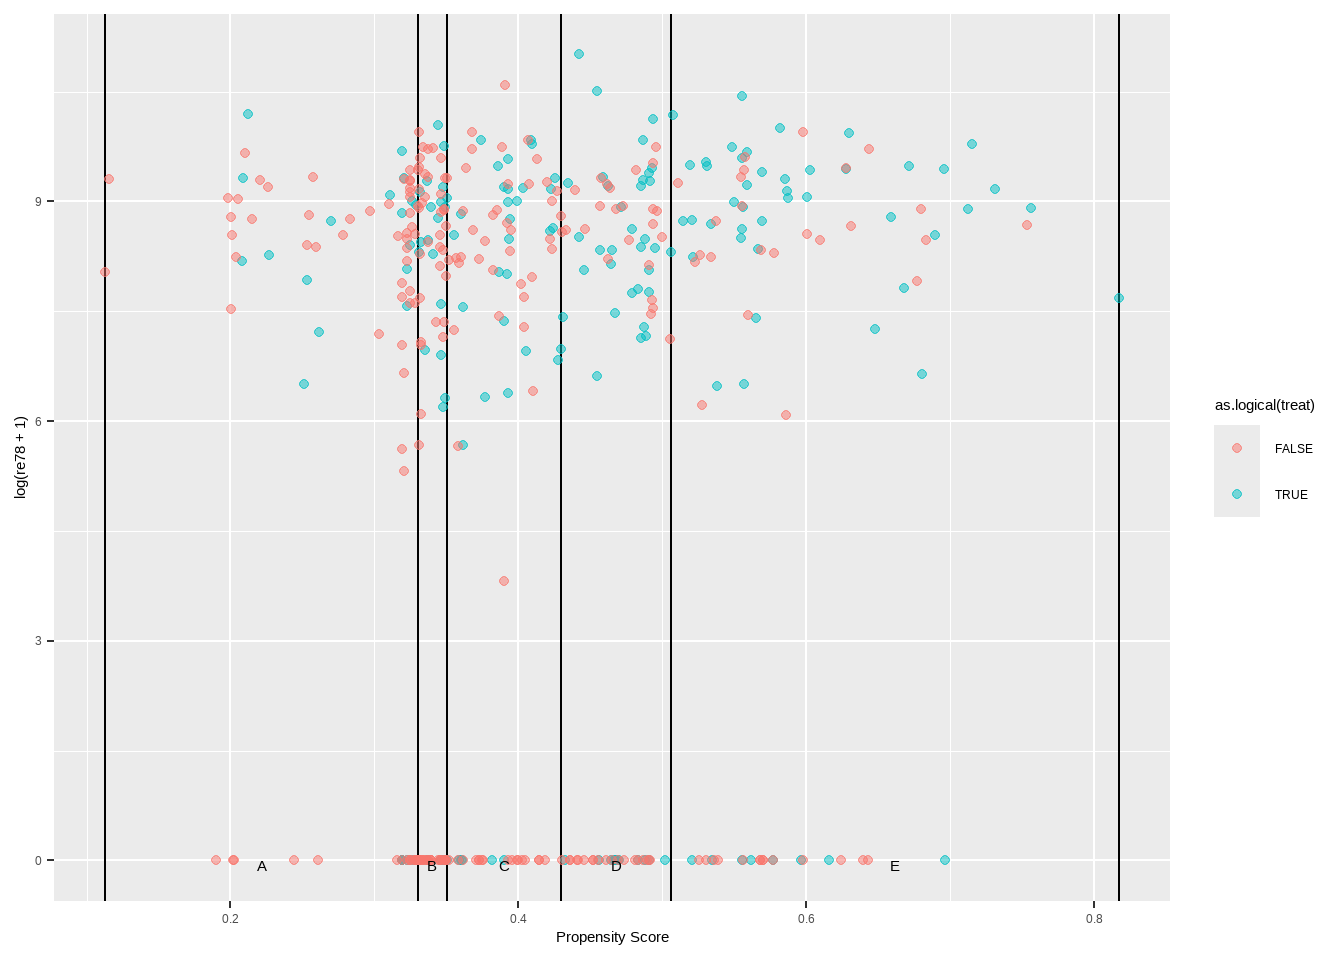 9
6
3
0
log(re78 + 1)
A
B
C
D
E
0.2
0.4
0.6
0.8
Propensity Score
as.logical(treat)
FALSE
TRUE